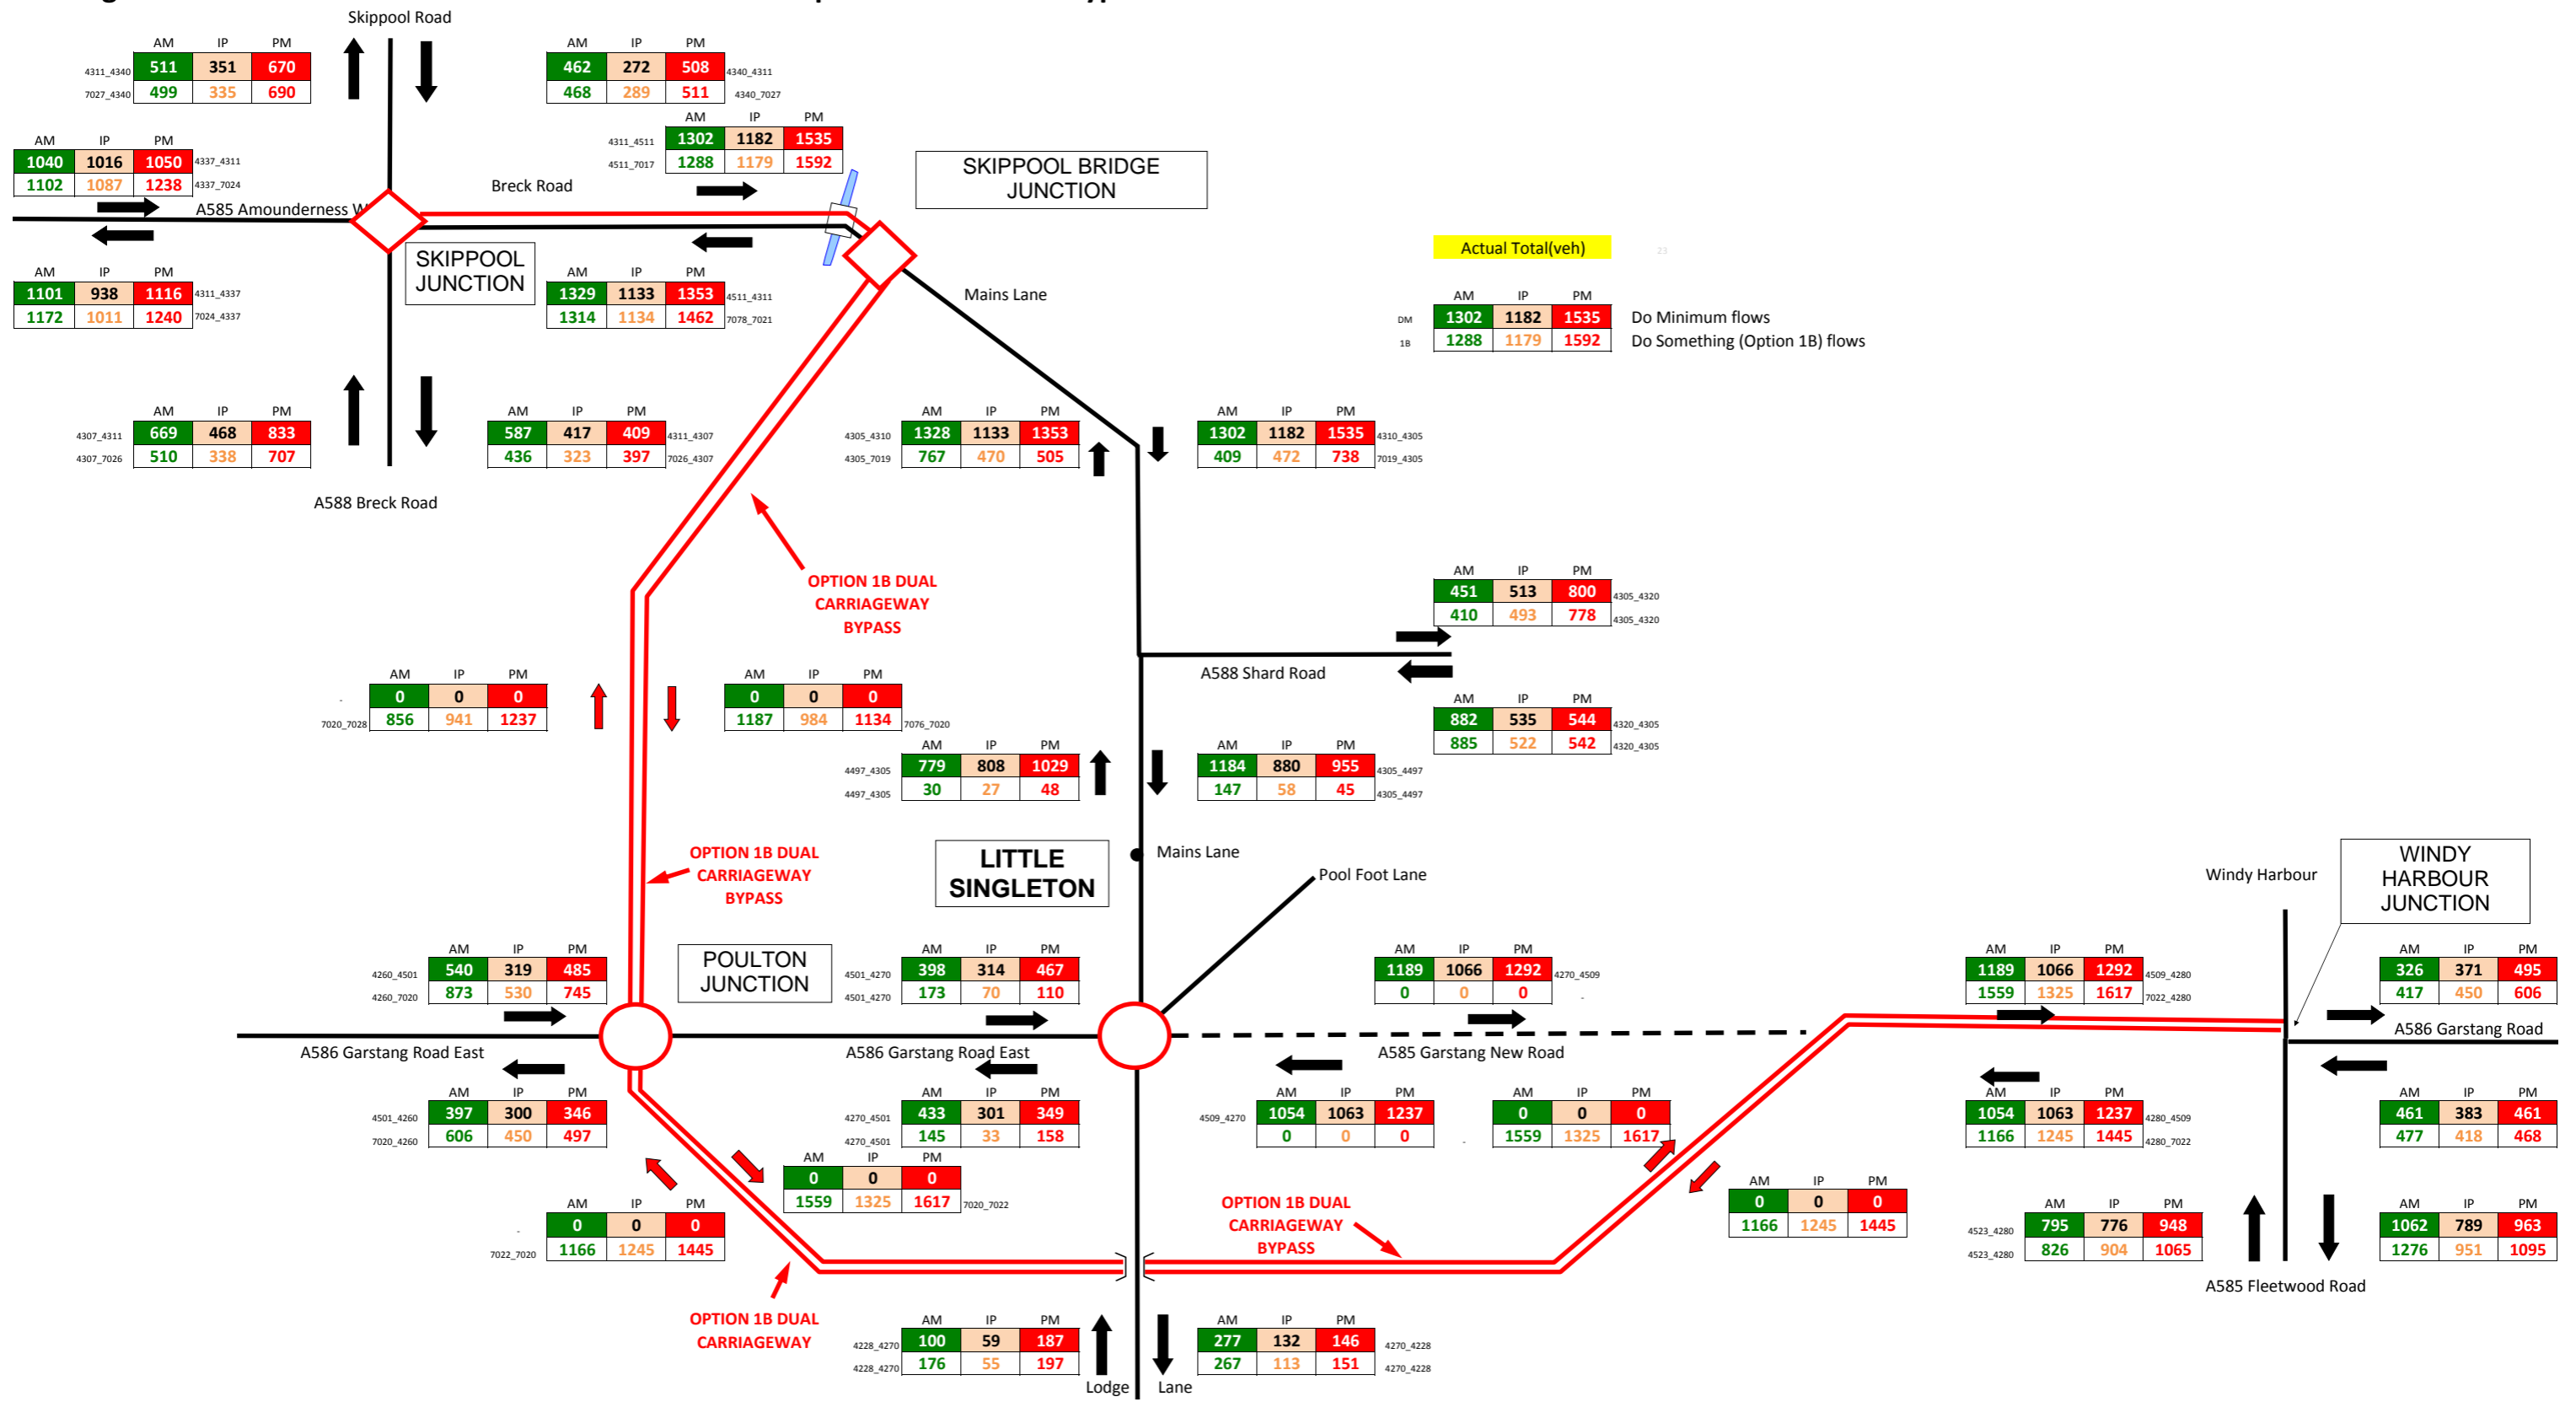 Skippool Road
AM IP PM
4311_4340 511 351 670
7027_4340 499 335 690
AM IP PM
462 272 508 4340_4311
468 289 511 4340_7027
AM IP PM
4311_4511 1302 1182 1535
4511_7017 1288 1179 1592
AM IP PM
1040 1016 1050 4337_4311
1102 1087 1238 4337_7024
Breck Road
SKIPPOOL BRIDGE
JUNCTION
A585 Amounderness W
Actual Total(veh)
23
SKIPPOOL
JUNCTION
AM IP PM
1101 938 1116 4311_4337
1172 1011 1240 7024_4337
AM IP PM
1329 1133 1353 4511_4311
1314 1134 1462 7078_7021
Mains Lane
AM IP PM
DM 1302 1182 1535 Do Minimum flows
1B 1288 1179 1592 Do Something (Option 1B) flows
AM IP PM
4307_4311 669 468 833
4307_7026 510 338 707
AM IP PM
587 417 409 4311_4307
436 323 397 7026_4307
AM IP PM
4305_4310 1328 1133 1353
4305_7019 767 470 505
AM IP PM
1302 1182 1535 4310_4305
409 472 738 7019_4305
A588 Breck Road
OPTION 1B DUAL
CARRIAGEWAY
BYPASS
AM IP PM
451 513 800 4305_4320
410 493 778 4305_4320
A588 Shard Road
AM IP PM
- 0 0 0
7020_7028 856 941 1237
AM IP PM
0 0 0
1187 984 1134 7076_7020
AM IP PM
882 535 544 4320_4305
885 522 542 4320_4305
AM IP PM
4497_4305 779 808 1029
4497_4305 30 27 48
AM IP PM
1184 880 955 4305_4497
147 58 45 4305_4497
OPTION 1B DUAL
CARRIAGEWAY
BYPASS
LITTLE
SINGLETON
Mains Lane
Pool Foot Lane
Windy Harbour
WINDY
HARBOUR
JUNCTION
AM IP PM
4260_4501 540 319 485
4260_7020 873 530 745
POULTON
JUNCTION
AM IP PM
4501_4270 398 314 467
4501_4270 173 70 110
AM IP PM
1189 1066 1292 4270_4509
0 0 0 -
AM IP PM
1189 1066 1292 4509_4280
1559 1325 1617 7022_4280
AM IP PM
326 371 495
417 450 606
A586 Garstang Road East
A586 Garstang Road East
A585 Garstang New Road
A586 Garstang Road
AM IP PM
4501_4260 397 300 346
7020_4260 606 450 497
AM IP PM
4270_4501 433 301 349
4270_4501 145 33 158
AM IP PM
4509_4270 1054 1063 1237
0 0 0
AM IP PM
0 0 0
- 1559 1325 1617
AM IP PM
1054 1063 1237 4280_4509
1166 1245 1445 4280_7022
AM IP PM
461 383 461
477 418 468
AM IP PM
0 0 0
1559 1325 1617 7020_7022
AM IP PM
- 0 0 0
7022_7020 1166 1245 1445
OPTION 1B DUAL
CARRIAGEWAY
BYPASS
AM IP PM
0 0 0
1166 1245 1445
AM IP PM
4523_4280 795 776 948
4523_4280 826 904 1065
AM IP PM
1062 789 963
1276 951 1095
A585 Fleetwood Road
OPTION 1B DUAL
CARRIAGEWAY
AM IP PM
4228_4270 100 59 187
4228_4270 176 55 197
AM IP PM
277 132 146 4270_4228
267 113 151 4270_4228
Lodge Lane